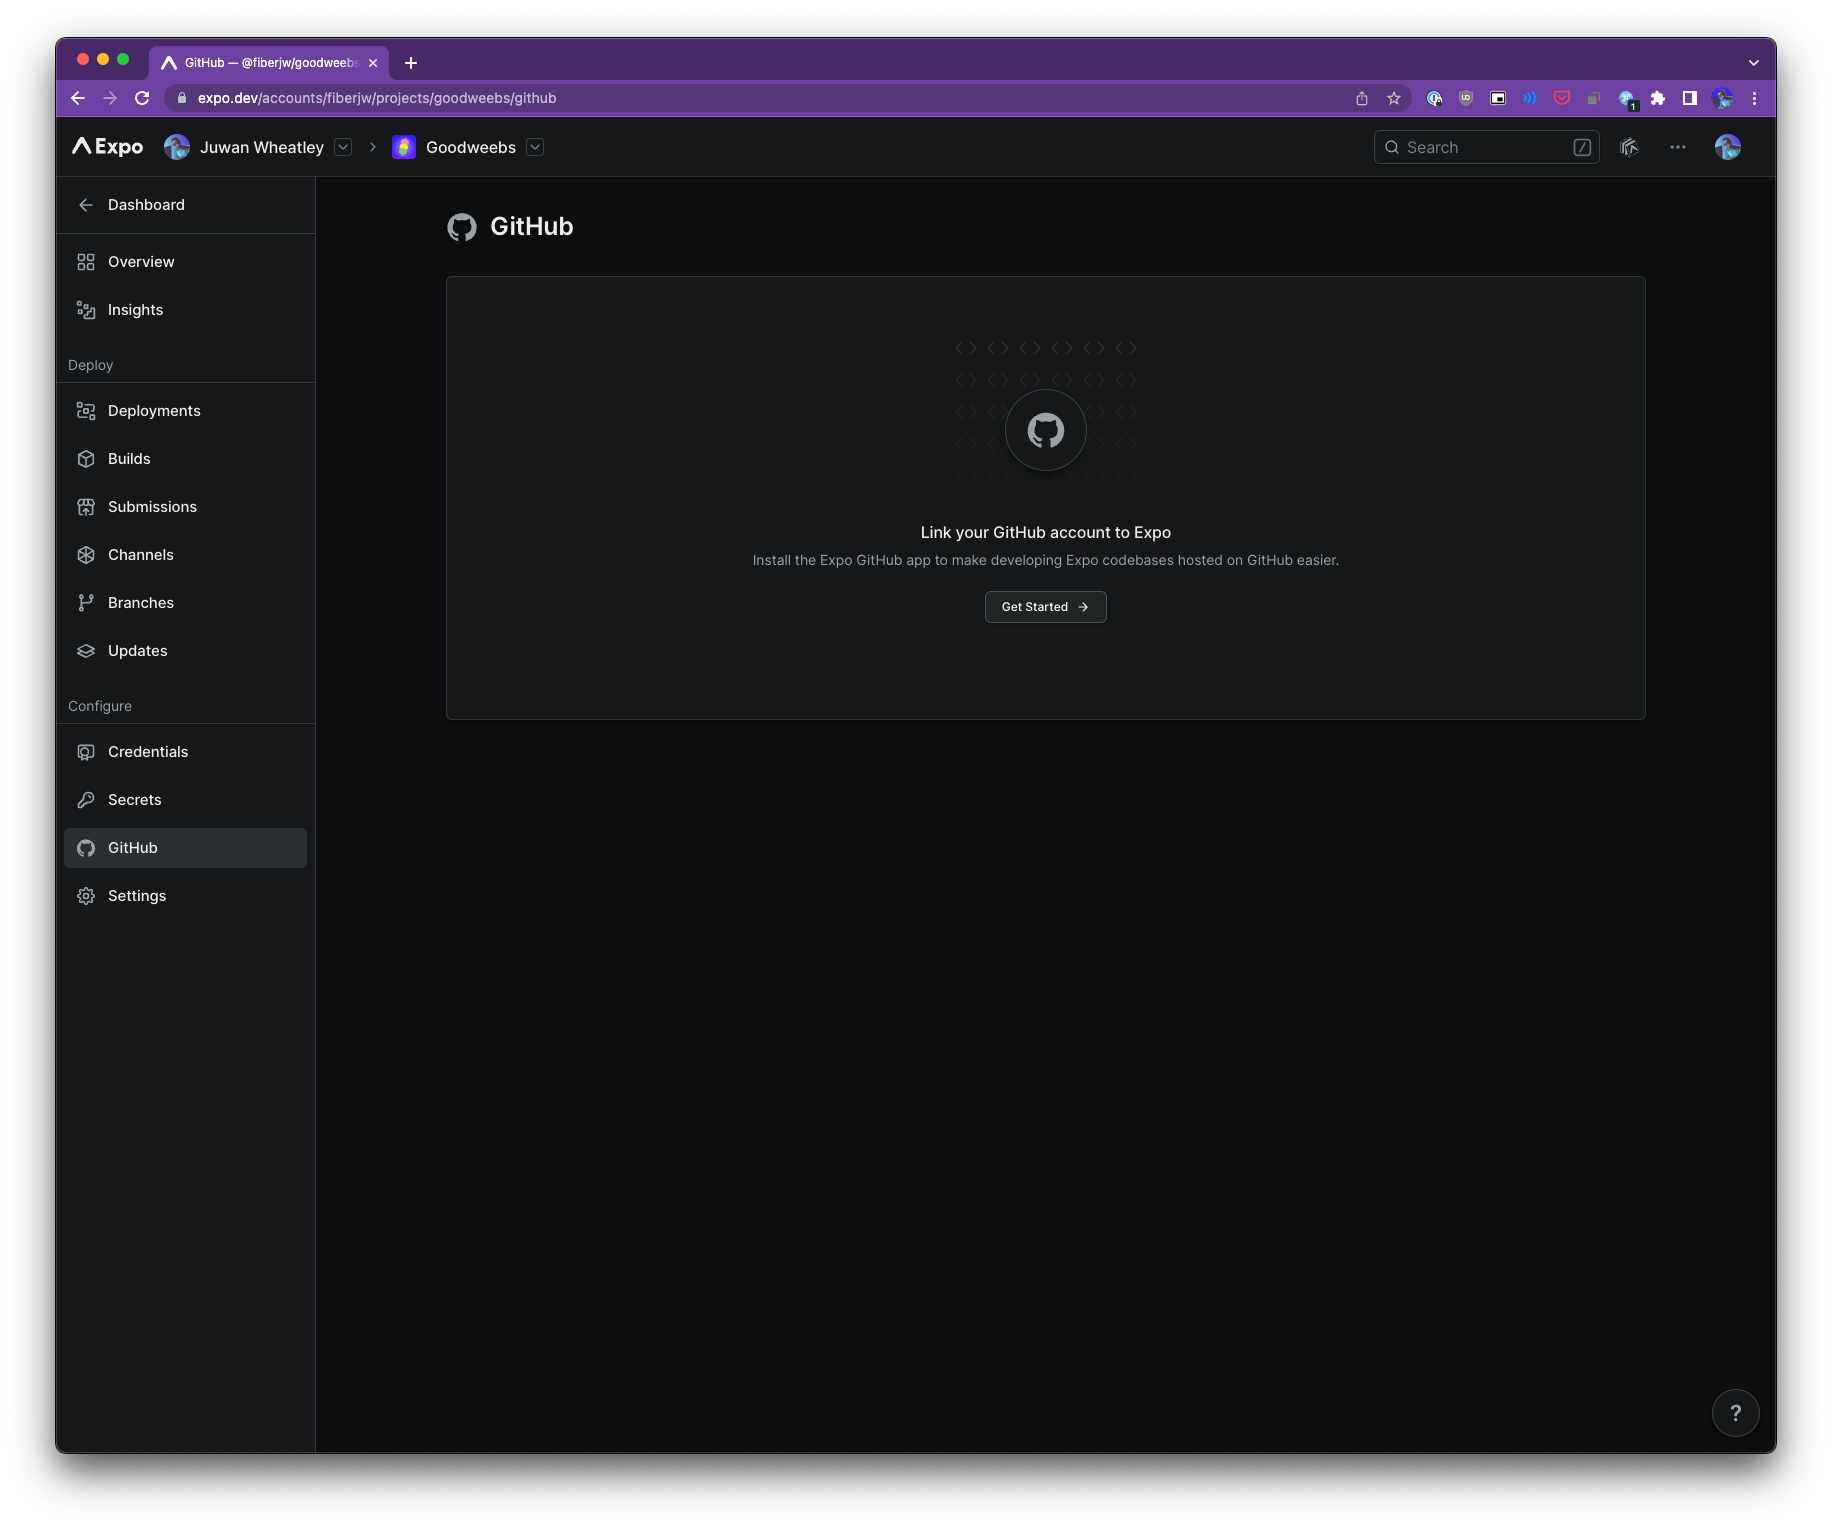 GitHub — @fiberjw/goodweebs
expo.dev/accounts/fiberjw/projects/goodweebs/github
1
Expo
Juwan Wheatley
Goodweebs
Search
/
Dashboard
Overview
Insights
Deploy
Deployments
Builds
Submissions
Channels
Branches
Updates
Configure
Credentials
Secrets
GitHub
Settings
GitHub
Link your GitHub account to Expo
Install the Expo GitHub app to make developing Expo codebases hosted on GitHub easier.
Get Started
?